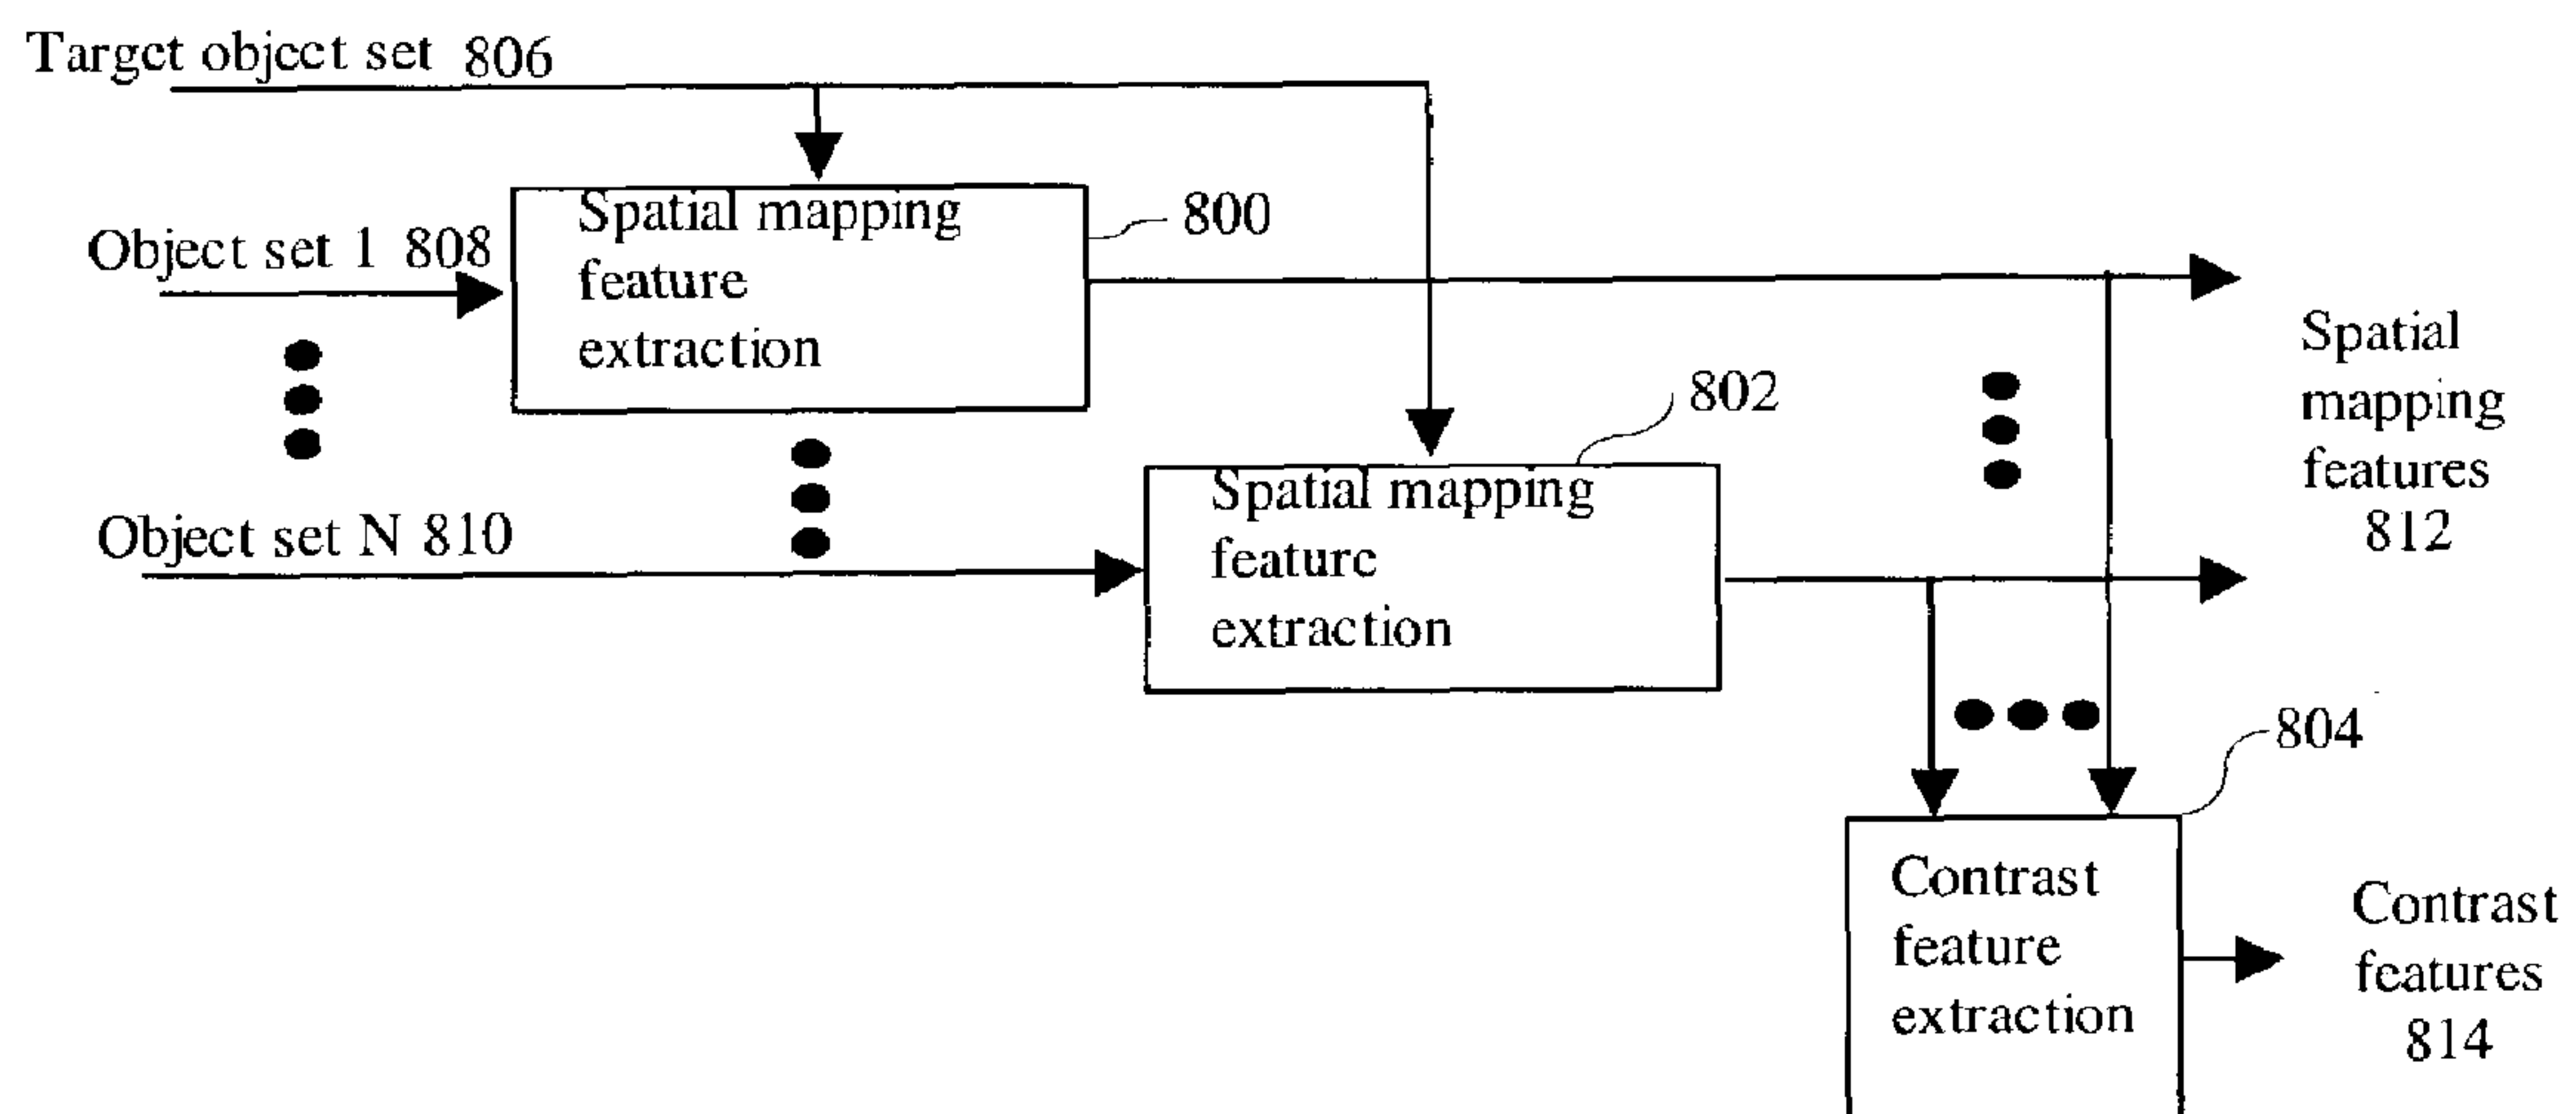 Target object set 806
Spatial mapping
feature
extraction
800
Object set 1 808
Spatial
mapping
features
812
802
Spatial mapping
feature
extraction
Object set N 810
804
Contrast
feature
extraction
Contrast
features
814